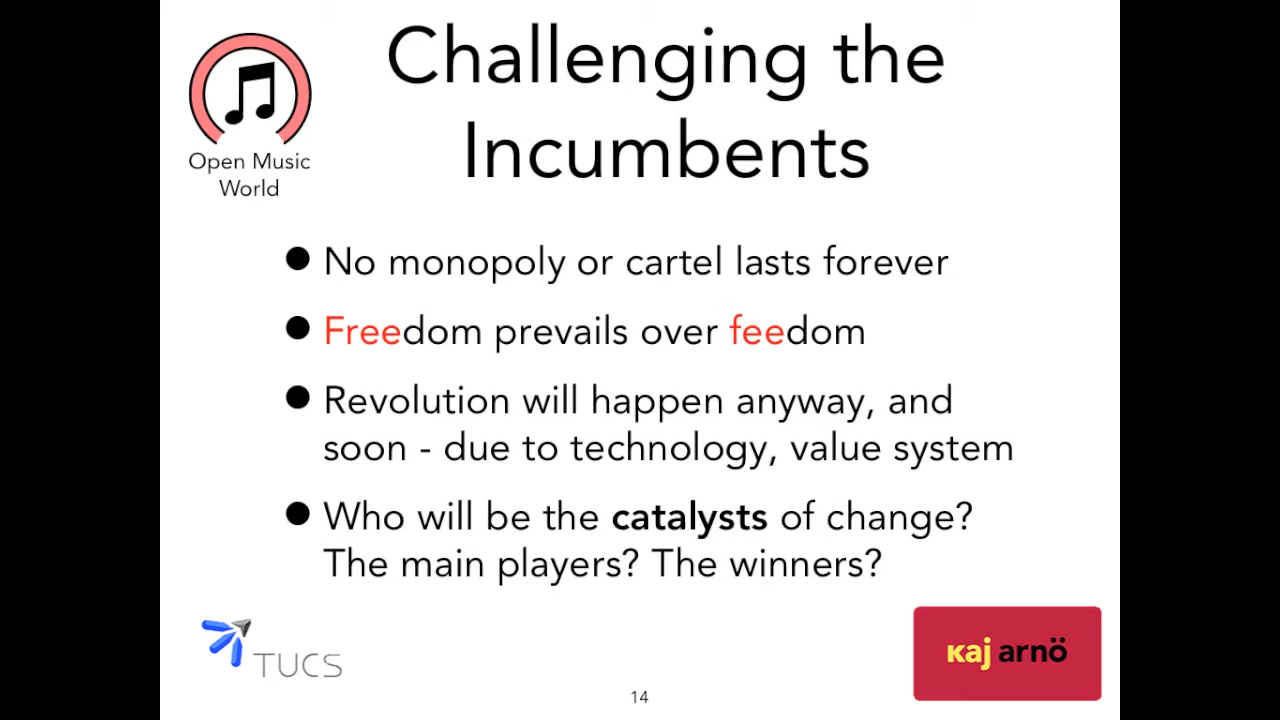 Challenging the
Incumbents
Open Music
World
● No monopoly or cartel lasts forever
● Freedom prevails over feedom
● Revolution will happen anyway, and
soon - due to technology, value system
● Who will be the catalysts of change?
The main players? The winners?
TUCS
kaj arnö
14